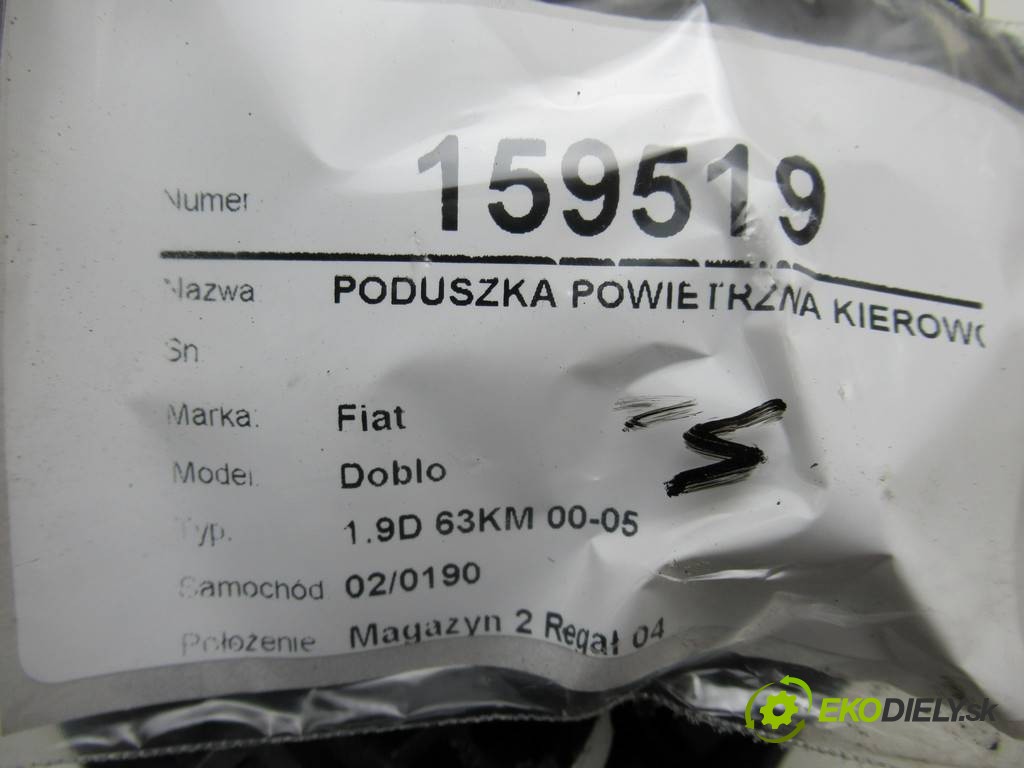 Numer 159519
Nazwa PODUSZKA POWIETRZNA KIEROWC
Sn
Marka: Fiat
Model: Doblo
Typ. 1.9D 63KM 00-05
Samochód 02/0190
Położenie Magazyn 2 Regał 04
EKODIELY.sk